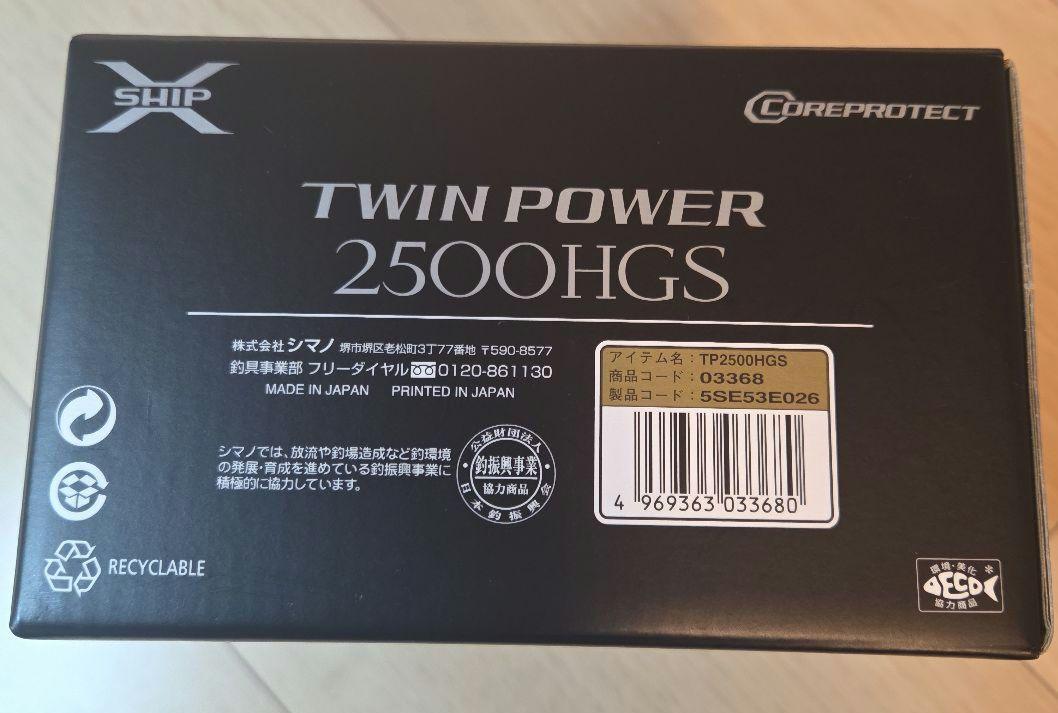 X SHIP
COREPROTECT
TWIN POWER
2500HGS
株式会社シマノ 堺市堺区老松町3丁77番地 〒590-8577
釣具事業部 フリーダイヤル 0120-861130
MADE IN JAPAN PRINTED IN JAPAN
アイテム名：TP2500HGS
商品コード：03368
製品コード：5SE53E026
4 969363 033680
シマノでは、放流や釣場造成など釣環境
の発展・育成を進めている釣振興事業に
積極的に協力しています。
公益財団法人
釣振興事業
協力商品
日本釣振興会
RECYCLABLE
環境・美化
ECO
協力商品